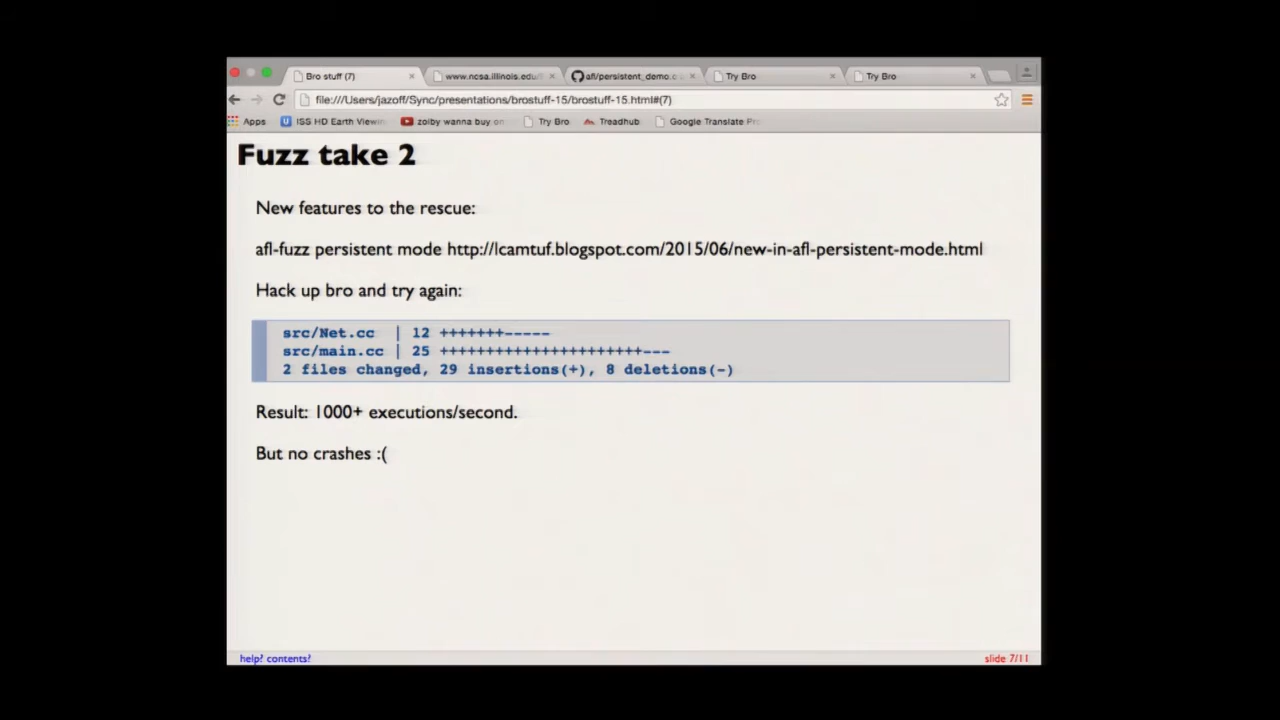 Bro stuff (7)
www.ncsa.illinois.edu/
afl/persistent_demo.c
Try Bro
Try Bro
file:///Users/jazoff/Sync/presentations/brostuff-15/brostuff-15.html#(7)
Apps
ISS HD Earth Viewin
zolby wanna buy on
Try Bro
Treadhub
Google Translate Pr
Fuzz take 2
New features to the rescue:
afl-fuzz persistent mode http://lcamtuf.blogspot.com/2015/06/new-in-afl-persistent-mode.html
Hack up bro and try again:
src/Net.cc | 12 +++++++-----
src/main.cc | 25 ++++++++++++++++++++++---
2 files changed, 29 insertions(+), 8 deletions(-)
Result: 1000+ executions/second.
But no crashes :(
help? contents?
slide 7/11